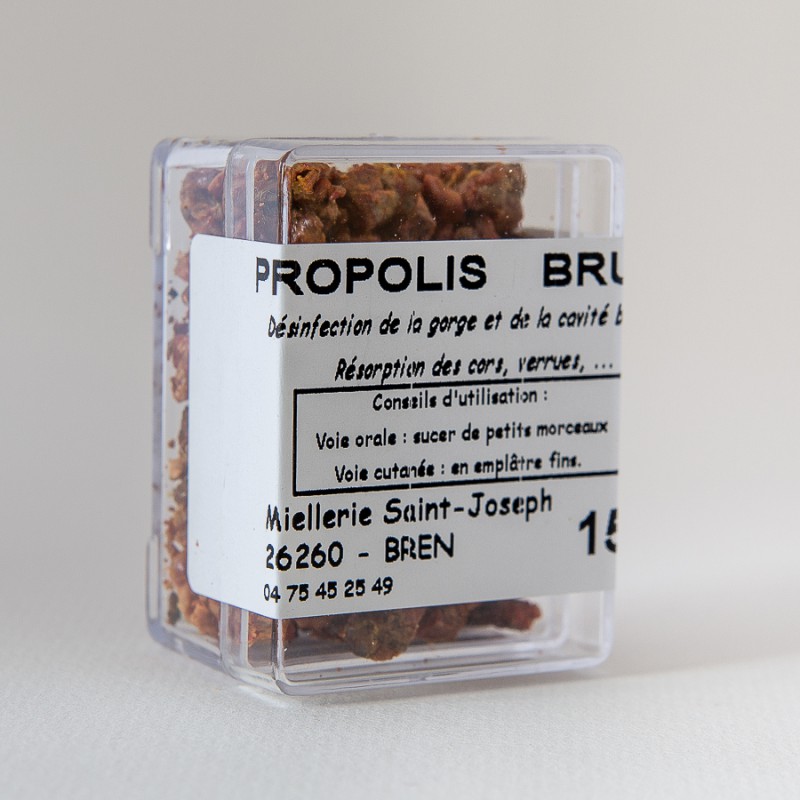 PROPOLIS BRU
Désinfection de la gorge et de la cavité b
Résorption des cors, verrues, ...
Conseils d'utilisation :
Voie orale : sucer de petits morceaux
Voie cutanée : en emplâtre fins.
Miellerie Saint-Joseph
26260 - BREN
15
04 75 45 25 49